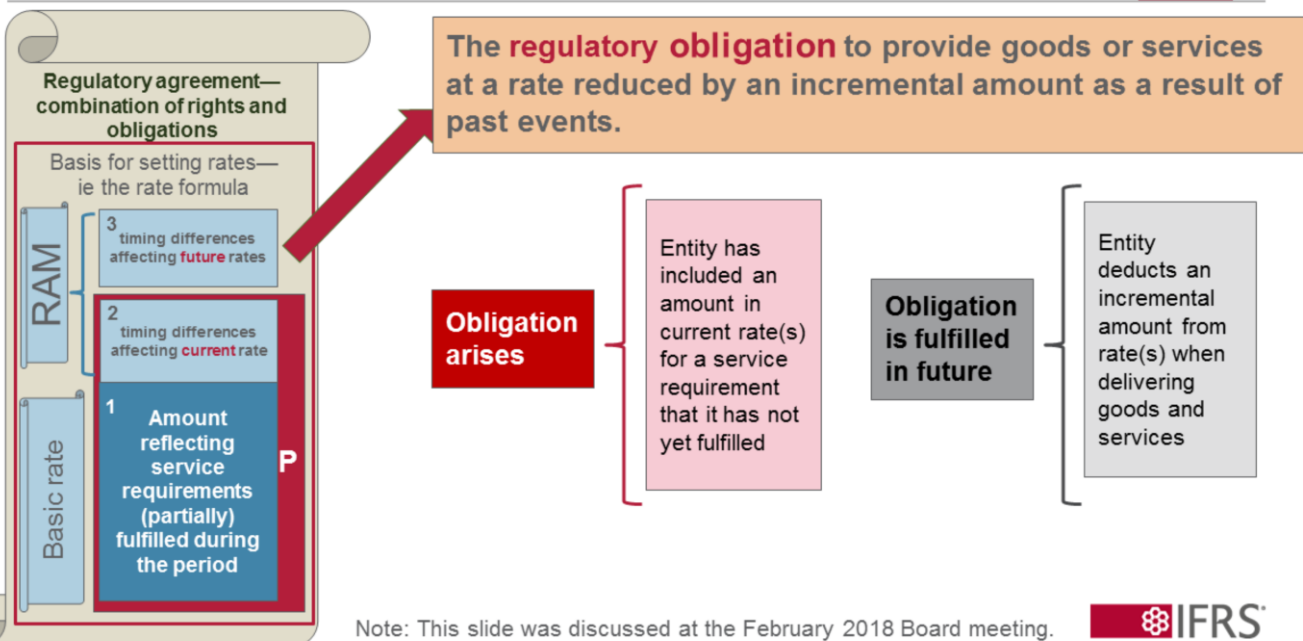 Regulatory agreement—
combination of rights and
obligations
Basis for setting rates—
ie the rate formula
RAM
3
timing differences
affecting future rates
2
timing differences
affecting current rate
Basic rate
1
Amount
reflecting
service
requirements
(partially)
fulfilled during
the period
P
The regulatory obligation to provide goods or services
at a rate reduced by an incremental amount as a result of
past events.
Obligation
arises
Entity has
included an
amount in
current rate(s)
for a service
requirement
that it has not
yet fulfilled
Obligation
is fulfilled
in future
Entity
deducts an
incremental
amount from
rate(s) when
delivering
goods and
services
Note: This slide was discussed at the February 2018 Board meeting.
IFRS